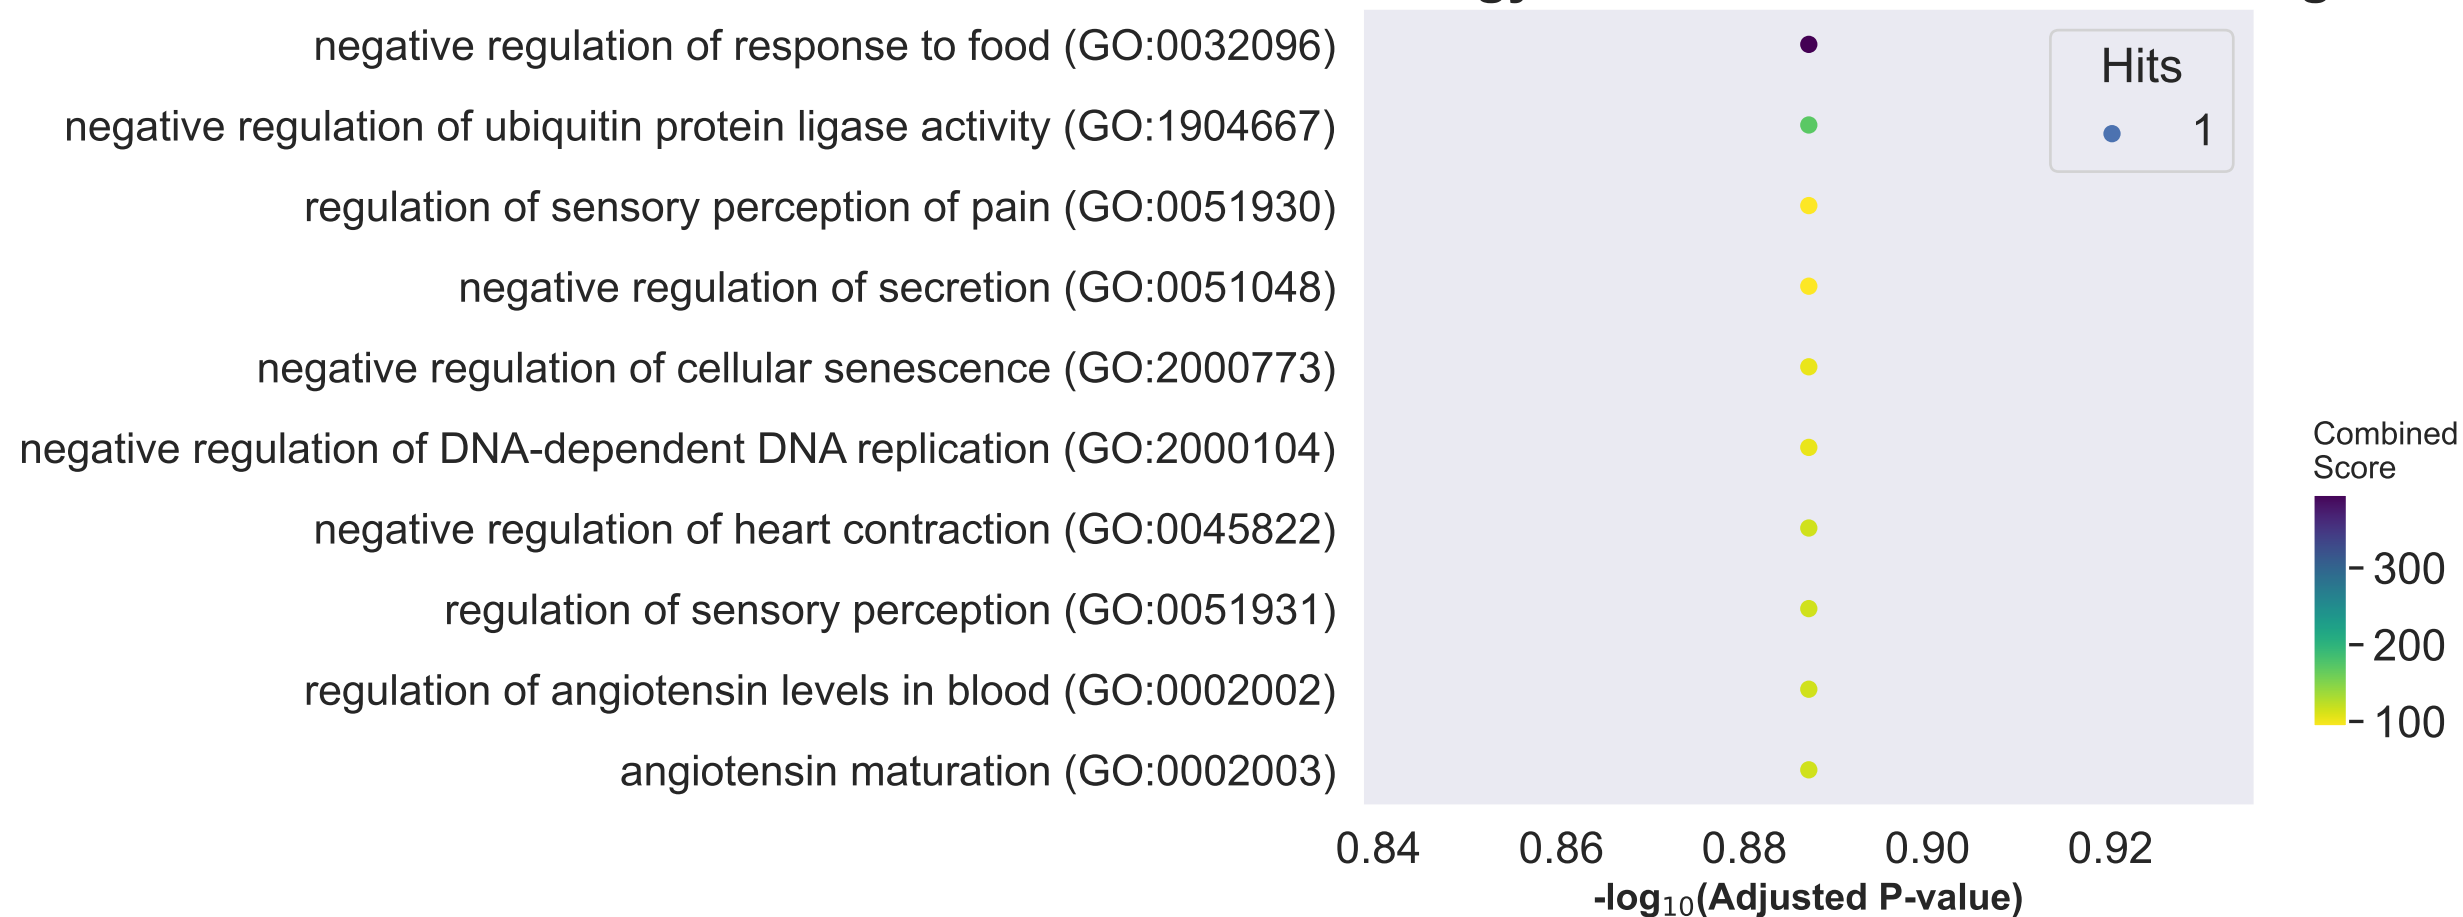 negative regulation of response to food (GO:0032096)
negative regulation of ubiquitin protein ligase activity (GO:1904667)
regulation of sensory perception of pain (GO:0051930)
negative regulation of secretion (GO:0051048)
negative regulation of cellular senescence (GO:2000773)
negative regulation of DNA-dependent DNA replication (GO:2000104)
negative regulation of heart contraction (GO:0045822)
regulation of sensory perception (GO:0051931)
regulation of angiotensin levels in blood (GO:0002002)
angiotensin maturation (GO:0002003)
Hits
1
Combined
Score
300
200
100
0.84 0.86 0.88 0.90 0.92
-log₁₀(Adjusted P-value)